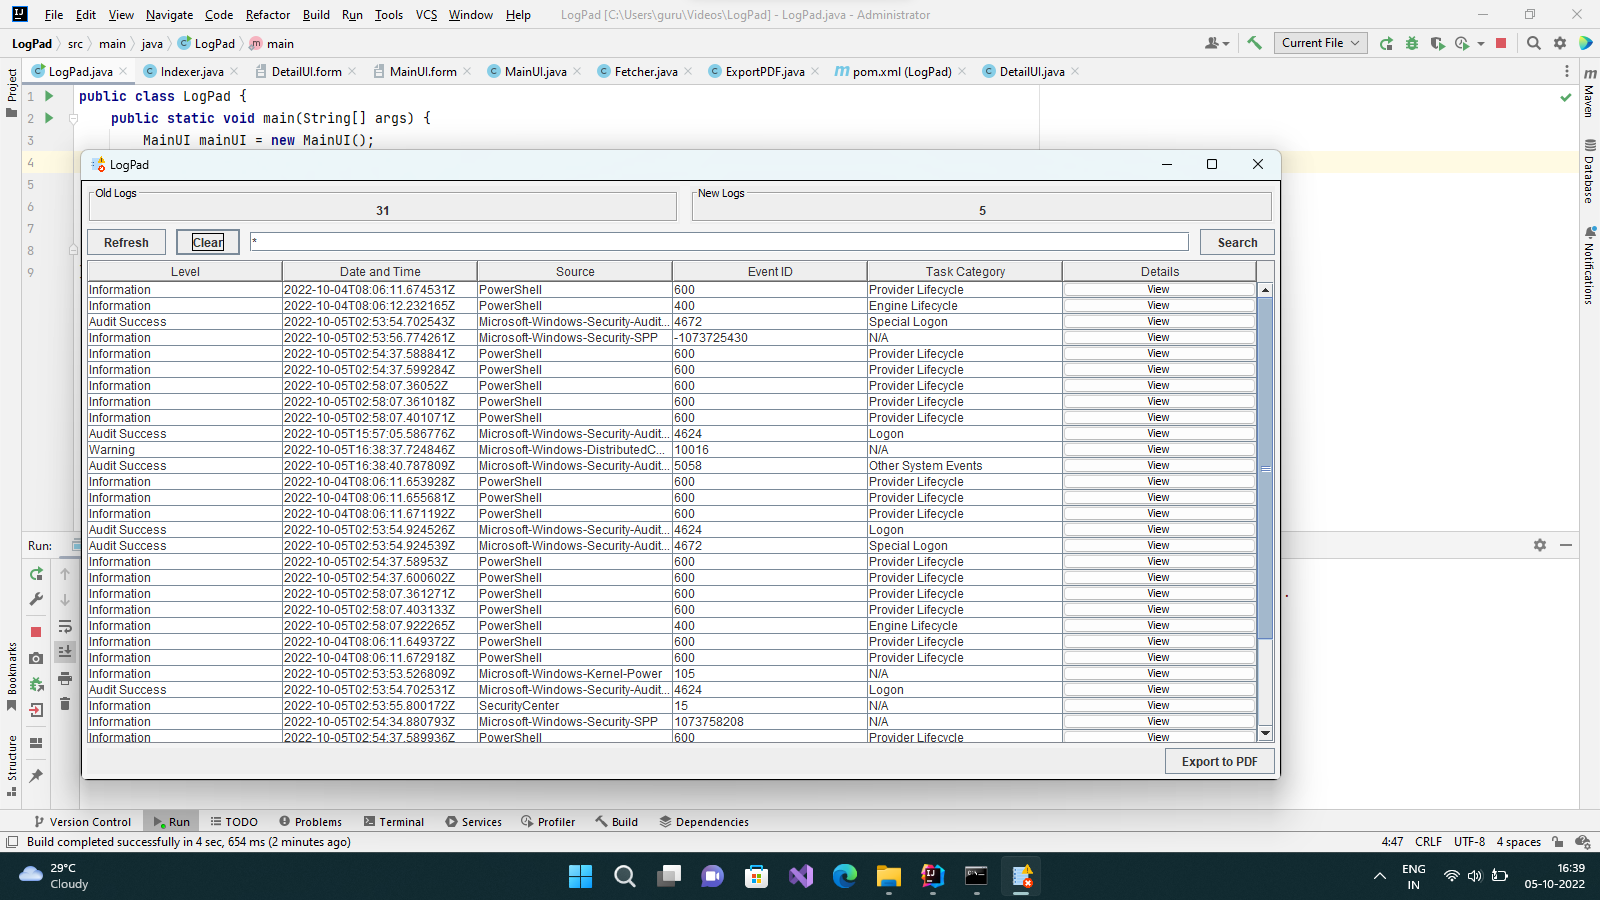 File Edit View Navigate Code Refactor Build Run Tools VCS Window Help LogPad [C:\Users\guru\Videos\LogPad] - LogPad.java - Administrator
LogPad src main java LogPad main Current File
LogPad.java Indexer.java DetailUI.form MainUI.form MainUI.java Fetcher.java ExportPDF.java pom.xml (LogPad) DetailUI.java
Project
Maven
Database
Notifications
1 public class LogPad {
2 public static void main(String[] args) {
3 MainUI mainUI = new MainUI();
4
5
6
7
8
9
LogPad
Old Logs New Logs
31 5
Refresh Clear * Search
Level Date and Time Source Event ID Task Category Details
Information 2022-10-04T08:06:11.674531Z PowerShell 600 Provider Lifecycle View
Information 2022-10-04T08:06:12.232165Z PowerShell 400 Engine Lifecycle View
Audit Success 2022-10-05T02:53:54.702543Z Microsoft-Windows-Security-Audit... 4672 Special Logon View
Information 2022-10-05T02:53:56.774261Z Microsoft-Windows-Security-SPP -1073725430 N/A View
Information 2022-10-05T02:54:37.588841Z PowerShell 600 Provider Lifecycle View
Information 2022-10-05T02:54:37.599284Z PowerShell 600 Provider Lifecycle View
Information 2022-10-05T02:58:07.36052Z PowerShell 600 Provider Lifecycle View
Information 2022-10-05T02:58:07.361018Z PowerShell 600 Provider Lifecycle View
Information 2022-10-05T02:58:07.401071Z PowerShell 600 Provider Lifecycle View
Audit Success 2022-10-05T15:57:05.586776Z Microsoft-Windows-Security-Audit... 4624 Logon View
Warning 2022-10-05T16:38:37.724846Z Microsoft-Windows-DistributedC... 10016 N/A View
Audit Success 2022-10-05T16:38:40.787809Z Microsoft-Windows-Security-Audit... 5058 Other System Events View
Information 2022-10-04T08:06:11.653928Z PowerShell 600 Provider Lifecycle View
Information 2022-10-04T08:06:11.655681Z PowerShell 600 Provider Lifecycle View
Information 2022-10-04T08:06:11.671192Z PowerShell 600 Provider Lifecycle View
Audit Success 2022-10-05T02:53:54.924526Z Microsoft-Windows-Security-Audit... 4624 Logon View
Audit Success 2022-10-05T02:53:54.924539Z Microsoft-Windows-Security-Audit... 4672 Special Logon View
Information 2022-10-05T02:54:37.58953Z PowerShell 600 Provider Lifecycle View
Information 2022-10-05T02:54:37.600602Z PowerShell 600 Provider Lifecycle View
Information 2022-10-05T02:58:07.361271Z PowerShell 600 Provider Lifecycle View
Information 2022-10-05T02:58:07.403133Z PowerShell 600 Provider Lifecycle View
Information 2022-10-05T02:58:07.922265Z PowerShell 400 Engine Lifecycle View
Information 2022-10-04T08:06:11.649372Z PowerShell 600 Provider Lifecycle View
Information 2022-10-04T08:06:11.672918Z PowerShell 600 Provider Lifecycle View
Information 2022-10-05T02:53:53.526809Z Microsoft-Windows-Kernel-Power 105 N/A View
Audit Success 2022-10-05T02:53:54.702531Z Microsoft-Windows-Security-Audit... 4624 Logon View
Information 2022-10-05T02:53:55.800172Z SecurityCenter 15 N/A View
Information 2022-10-05T02:54:34.880793Z Microsoft-Windows-Security-SPP 1073758208 N/A View
Information 2022-10-05T02:54:37.589936Z PowerShell 600 Provider Lifecycle View
Export to PDF
Run:
Bookmarks
Structure
Version Control Run TODO Problems Terminal Services Profiler Build Dependencies
Build completed successfully in 4 sec, 654 ms (2 minutes ago) 4:47 CRLF UTF-8 4 spaces
29°C
Cloudy
ENG
IN
16:39
05-10-2022